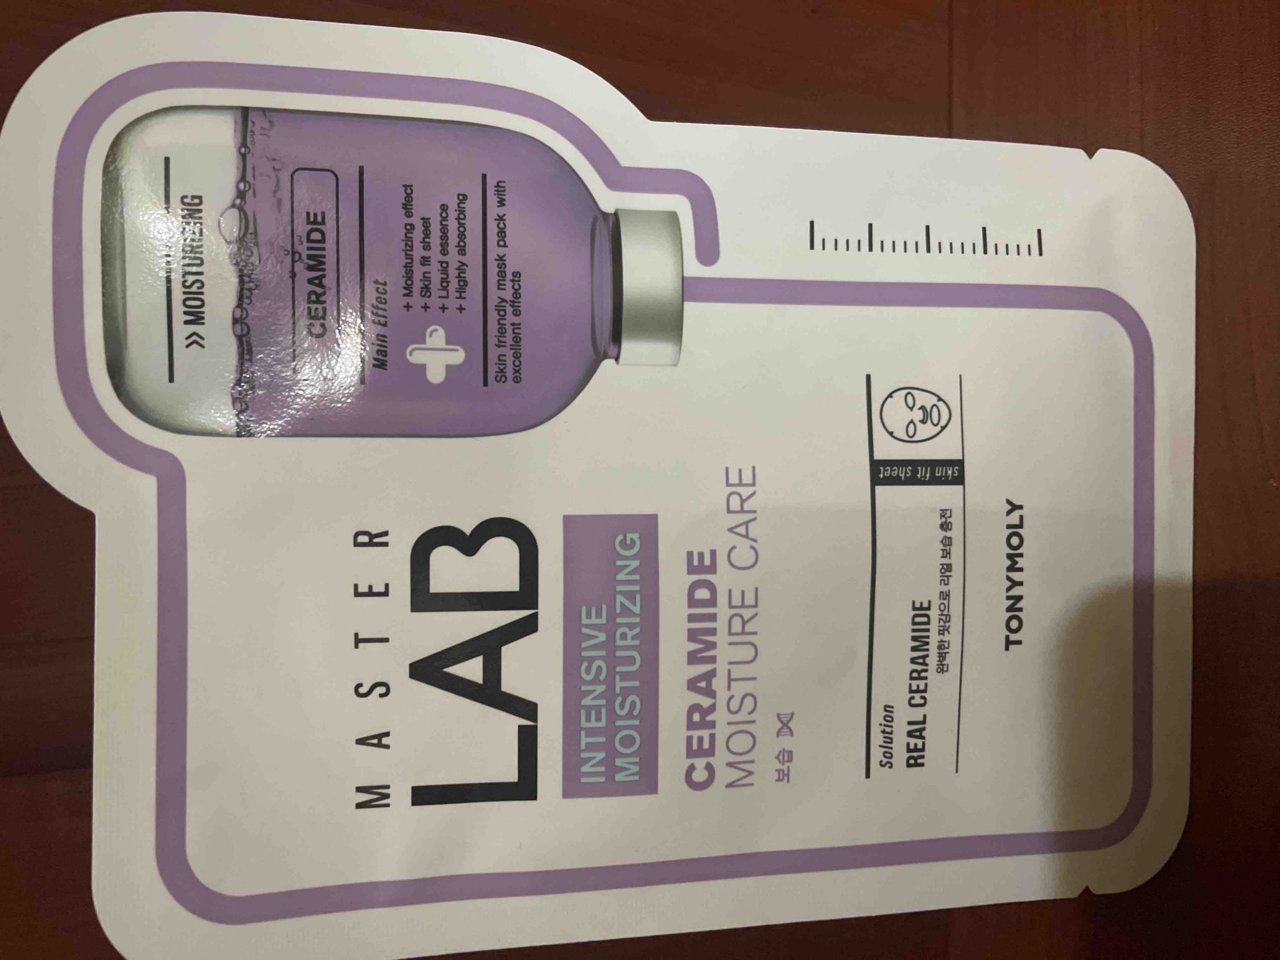 MASTER
LAB
INTENSIVE
MOISTURIZING
CERAMIDE
MOISTURE CARE
보습
Solution
REAL CERAMIDE
완벽한 핏감으로 리얼 보습 충전
skin fit sheet
TONYMOLY
>> MOISTURIZING
CERAMIDE
Main Effect
+ Moisturizing effect
+ Skin fit sheet
+ Liquid essence
+ Highly absorbing
Skin friendly mask pack with
excellent effects